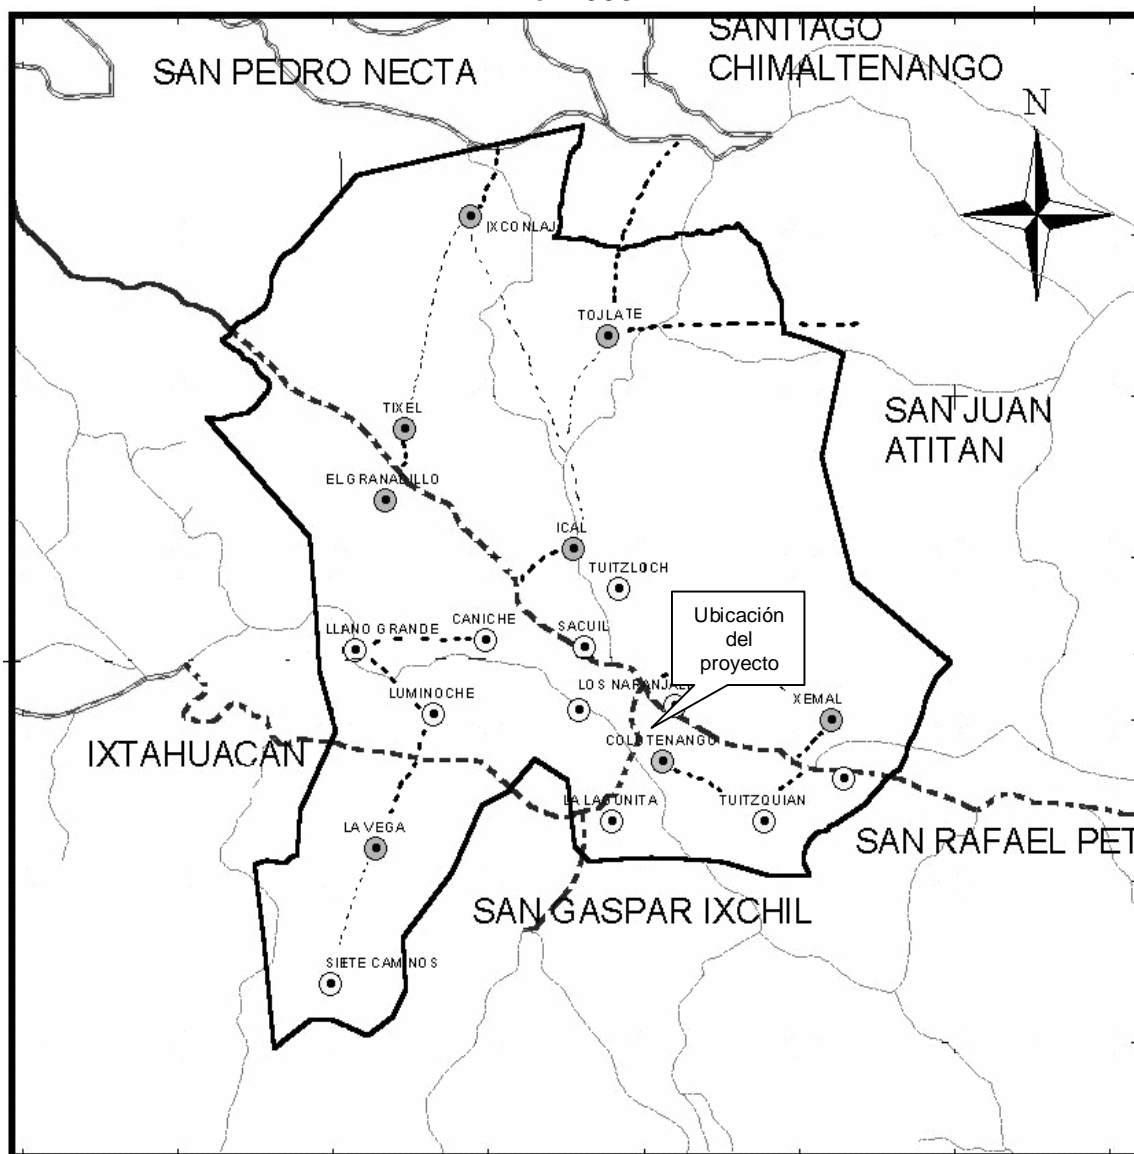 SANTIAGO
CHIMALTENANGO
SAN PEDRO NECTA
N
IXCONLAJ
TOJLATE
TIXEL
SAN JUAN
ATITAN
EL GRANADILLO
ICAL
TUITZLOCH
Ubicación
del
proyecto
CANICHE
SACUIL
LLANO GRANDE
LOS NARANJALES
LUMINOCHE
XEMAL
COLOTENANGO
IXTAHUACAN
LA LAGUNITA
TUITZQUIAN
LA VEGA
SAN RAFAEL PET
SAN GASPAR IXCHIL
SIETE CAMINOS